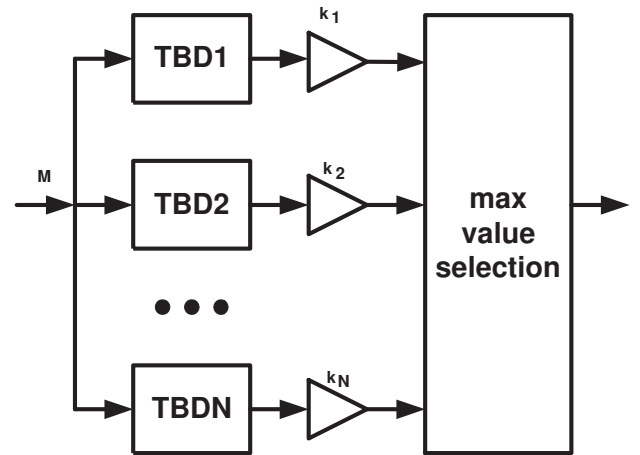 k1
TBD1
M
k2
TBD2
max
value
selection
kN
TBDN